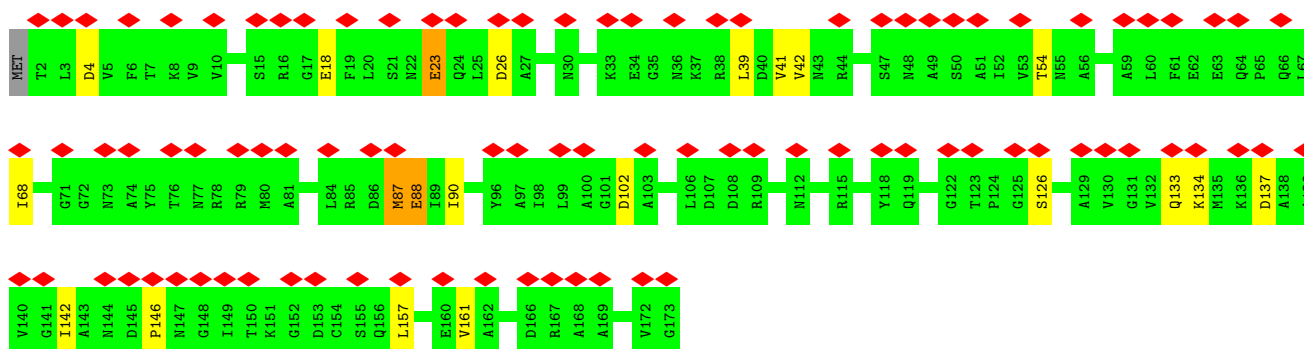 MET T2 L3 D4 V5 F6 T7 K8 V9 V10 S15 R16 G17 E18 F19 L20 S21 N22 E23 Q24 L25 D26 A27 N30 K33 E34 G35 N36 K37 R38 L39 D40 V41 V42 N43 R44 S47 N48 A49 S50 A51 I52 V53 T54 N55 A56 A59 L60 F61 E62 E63 Q64 P65 Q66 L67
I68 G71 G72 N73 A74 Y75 T76 N77 R78 R79 M80 A81 L84 R85 D86 M87 E88 I89 I90 Y96 A97 I98 L99 A100 G101 D102 A103 L106 D107 D108 R109 N112 R115 Y118 Q119 G122 T123 P124 G125 S126 A129 V130 G131 V132 Q133 K134 M135 K136 D137 A138
V140 G141 I142 A143 N144 D145 P146 N147 G148 I149 T150 K151 G152 D153 C154 S155 Q156 L157 E160 V161 A162 D166 R167 A168 A169 V172 G173